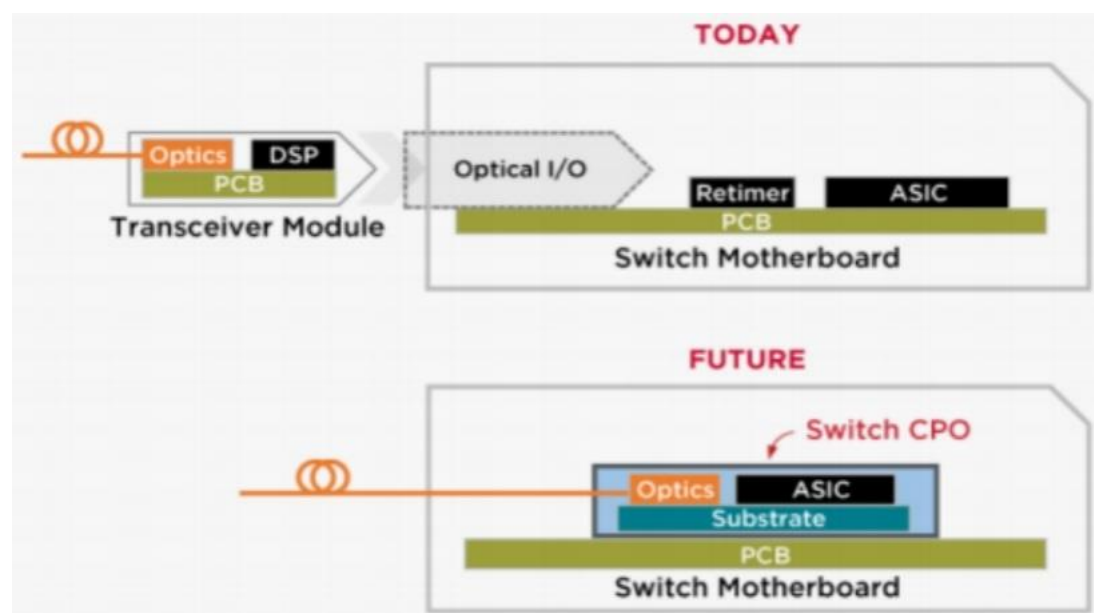 TODAY
Optics
DSP
PCB
Transceiver Module
Optical I/O
Retimer
ASIC
PCB
Switch Motherboard
FUTURE
Switch CPO
Optics
ASIC
Substrate
PCB
Switch Motherboard